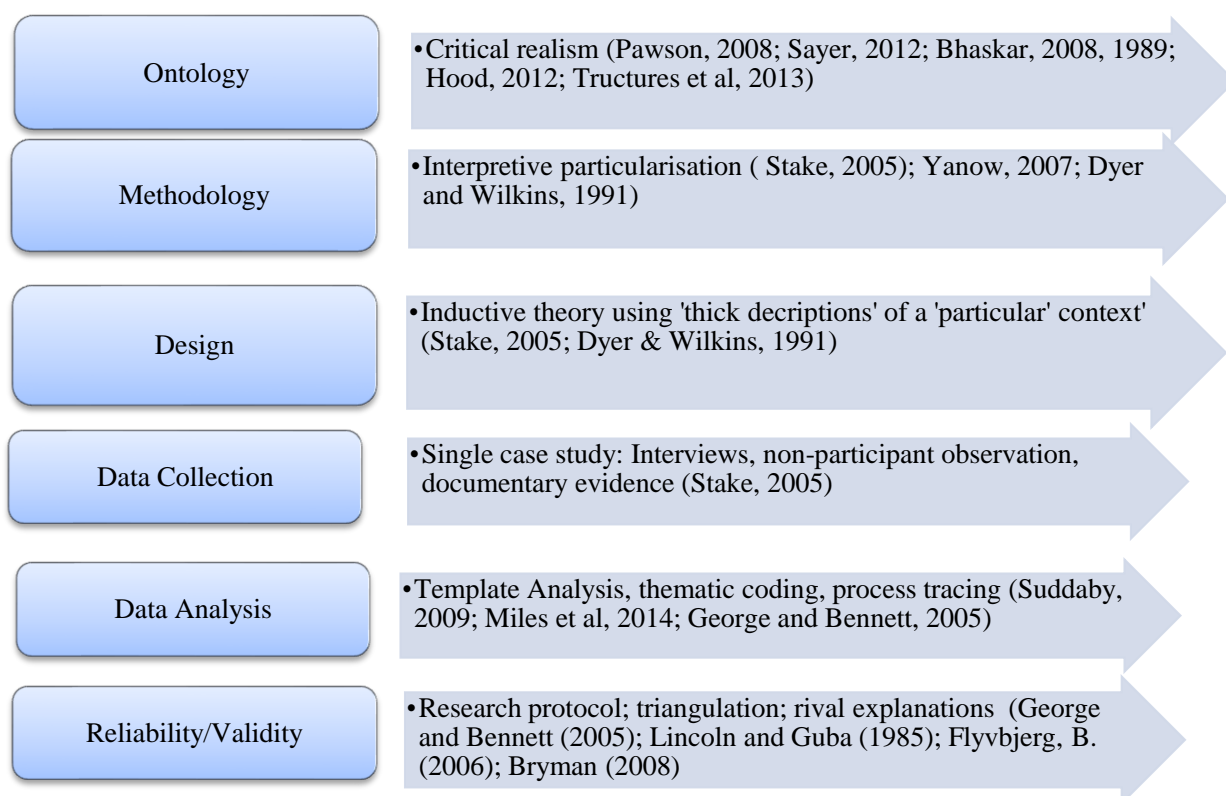 Ontology
•Critical realism (Pawson, 2008; Sayer, 2012; Bhaskar, 2008, 1989;
Hood, 2012; Tructures et al, 2013)
Methodology
•Interpretive particularisation ( Stake, 2005); Yanow, 2007; Dyer
and Wilkins, 1991)
Design
•Inductive theory using 'thick decriptions' of a 'particular' context'
(Stake, 2005; Dyer & Wilkins, 1991)
Data Collection
•Single case study: Interviews, non-participant observation,
documentary evidence (Stake, 2005)
Data Analysis
•Template Analysis, thematic coding, process tracing (Suddaby,
2009; Miles et al, 2014; George and Bennett, 2005)
Reliability/Validity
•Research protocol; triangulation; rival explanations  (George
and Bennett (2005); Lincoln and Guba (1985); Flyvbjerg, B.
(2006); Bryman (2008)